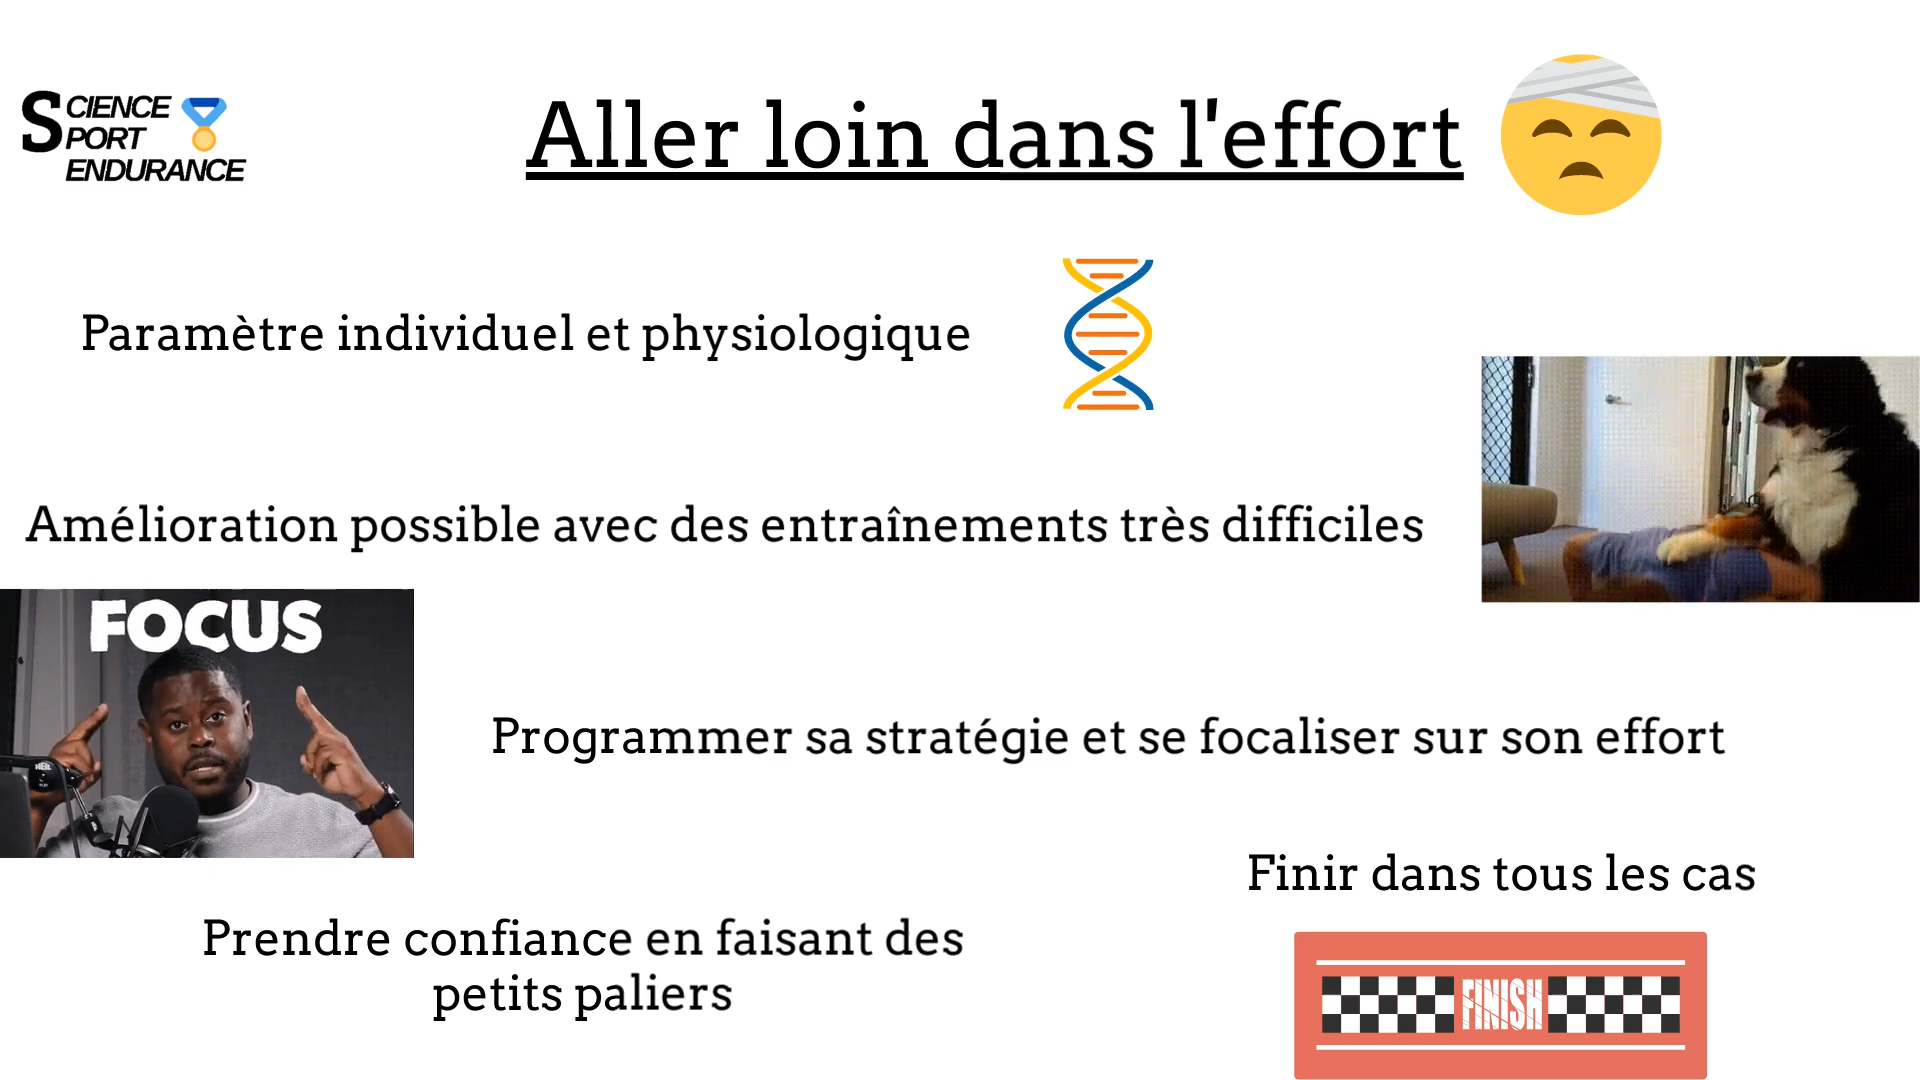 SCIENCE
SPORT
ENDURANCE
Aller loin dans l'effort
Paramètre individuel et physiologique
Amélioration possible avec des entraînements très difficiles
FOCUS
Programmer sa stratégie et se focaliser sur son effort
Finir dans tous les cas
Prendre confiance en faisant des
petits paliers
FINISH